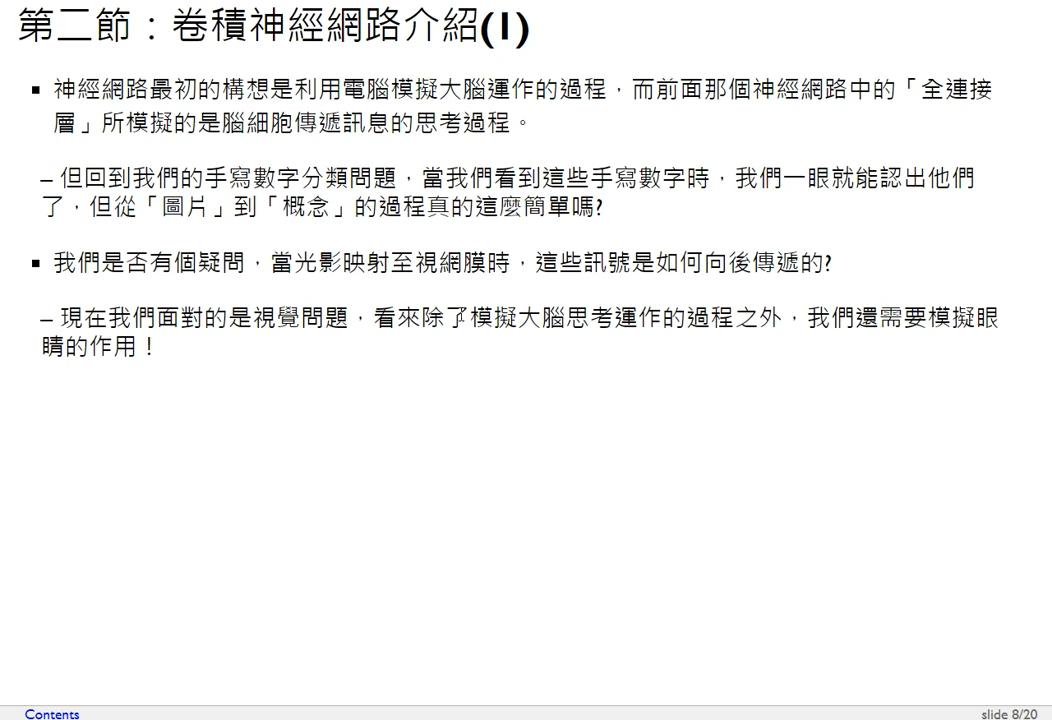 第二節：卷積神經網路介紹(1)
▪ 神經網路最初的構想是利用電腦模擬大腦運作的過程，而前面那個神經網路中的「全連接
層」所模擬的是腦細胞傳遞訊息的思考過程。
– 但回到我們的手寫數字分類問題，當我們看到這些手寫數字時，我們一眼就能認出他們
了，但從「圖片」到「概念」的過程真的這麼簡單嗎?
▪ 我們是否有個疑問，當光影映射至視網膜時，這些訊號是如何向後傳遞的?
– 現在我們面對的是視覺問題，看來除了模擬大腦思考運作的過程之外，我們還需要模擬眼
睛的作用！
Contents
slide 8/20